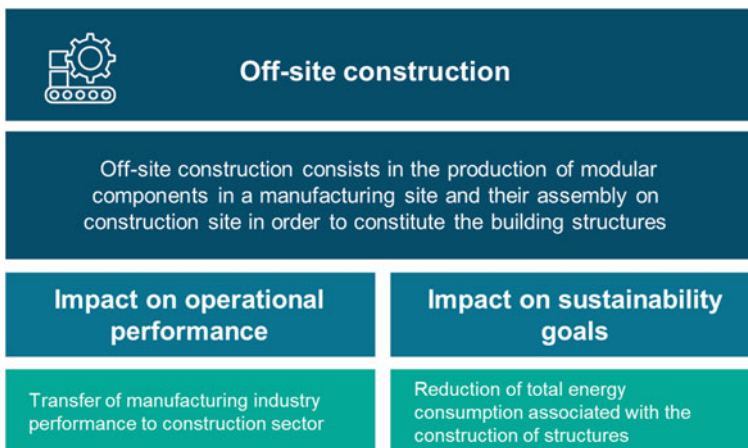 Off-site construction
Off-site construction consists in the production of modular
components in a manufacturing site and their assembly on
construction site in order to constitute the building structures
Impact on operational
performance
Impact on sustainability
goals
Transfer of manufacturing industry
performance to construction sector
Reduction of total energy
consumption associated with the
construction of structures